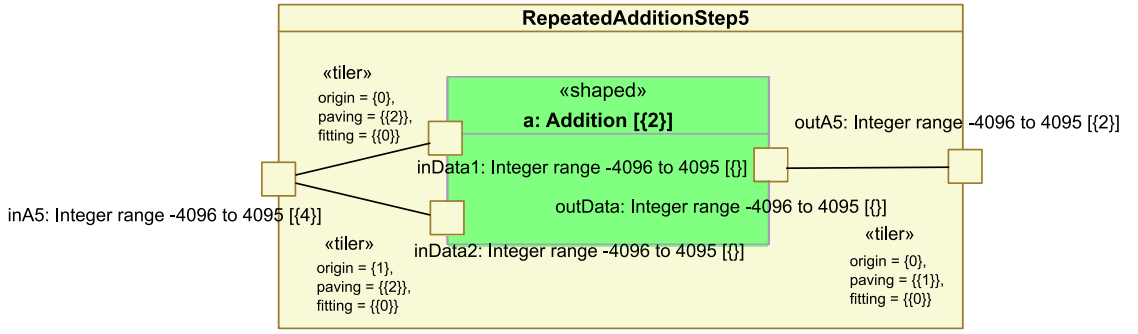 RepeatedAdditionStep5
«tiler»
origin = {0},
paving = {{2}},
fitting = {{0}}
«shaped»
a: Addition [{2}]
outA5: Integer range -4096 to 4095 [{2}]
inData1: Integer range -4096 to 4095 [{}]
inA5: Integer range -4096 to 4095 [{4}]
outData: Integer range -4096 to 4095 [{}]
«tiler»
origin = {1},
paving = {{2}},
fitting = {{0}}
inData2: Integer range -4096 to 4095 [{}]
«tiler»
origin = {0},
paving = {{1}},
fitting = {{0}}